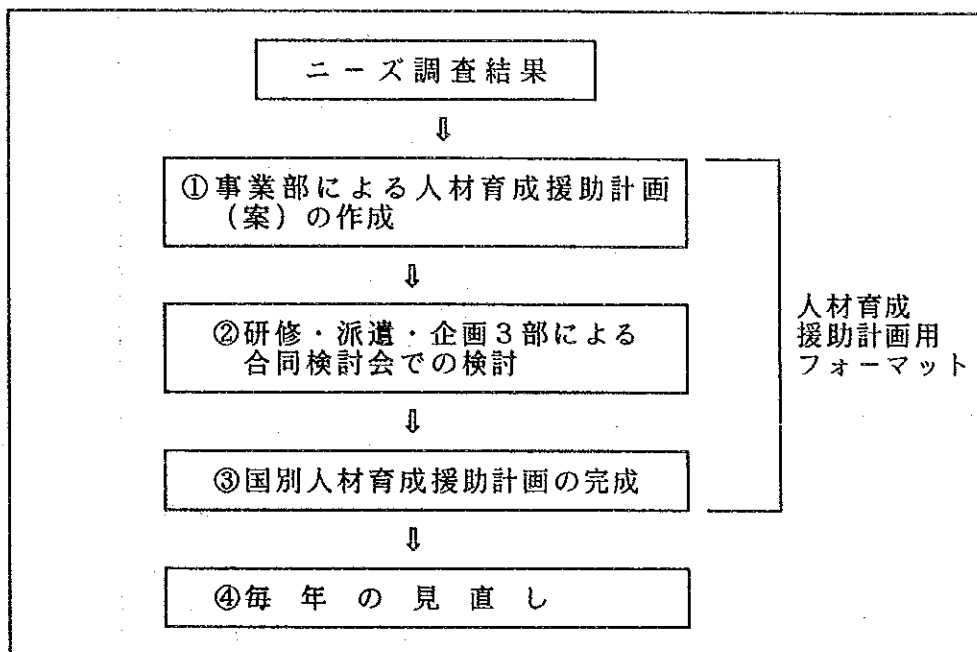 ニーズ調査結果
⇩
①事業部による人材育成援助計画
(案)の作成
⇩
②研修・派遣・企画3部による
合同検討会での検討
⇩
③国別人材育成援助計画の完成
⇩
④毎年の見直し
人材育成
援助計画用
フォーマット